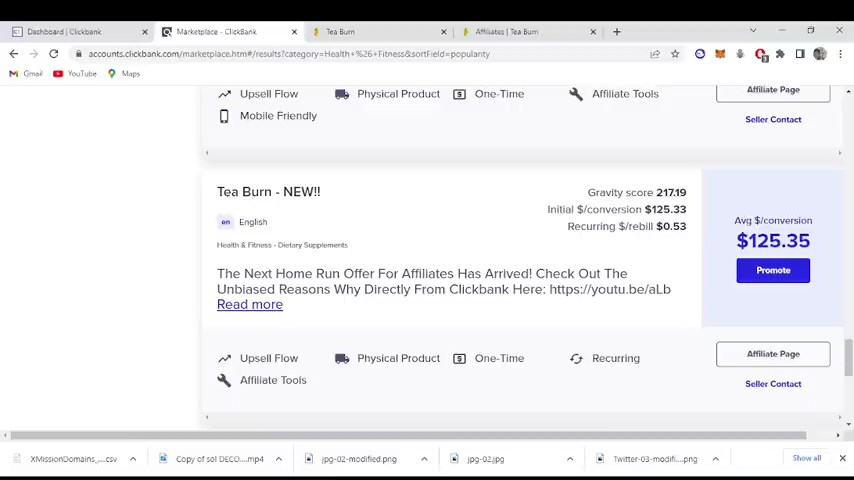 Dashboard | Clickbank
Marketplace - ClickBank
Tea Burn
Affiliates | Tea Burn
accounts.clickbank.com/marketplace.htm#/results?category=Health+%26+Fitness&sortField=popularity
Gmail
YouTube
Maps
Upsell Flow
Physical Product
One-Time
Affiliate Tools
Affiliate Page
Mobile Friendly
Seller Contact
Tea Burn - NEW!!
Gravity score 217.19
Initial $/conversion $125.33
Recurring $/rebill $0.53
on English
Health & Fitness - Dietary Supplements
Avg $/conversion
$125.35
Promote
The Next Home Run Offer For Affiliates Has Arrived! Check Out The
Unbiased Reasons Why Directly From Clickbank Here: https://youtu.be/aLb
Read more
Upsell Flow
Physical Product
One-Time
Recurring
Affiliate Page
Affiliate Tools
Seller Contact
XMissionDomains_....csv
Copy of sol DECO....mp4
jpg-02-modified.png
jpg-02.jpg
Twitter-03-modifi....png
Show all